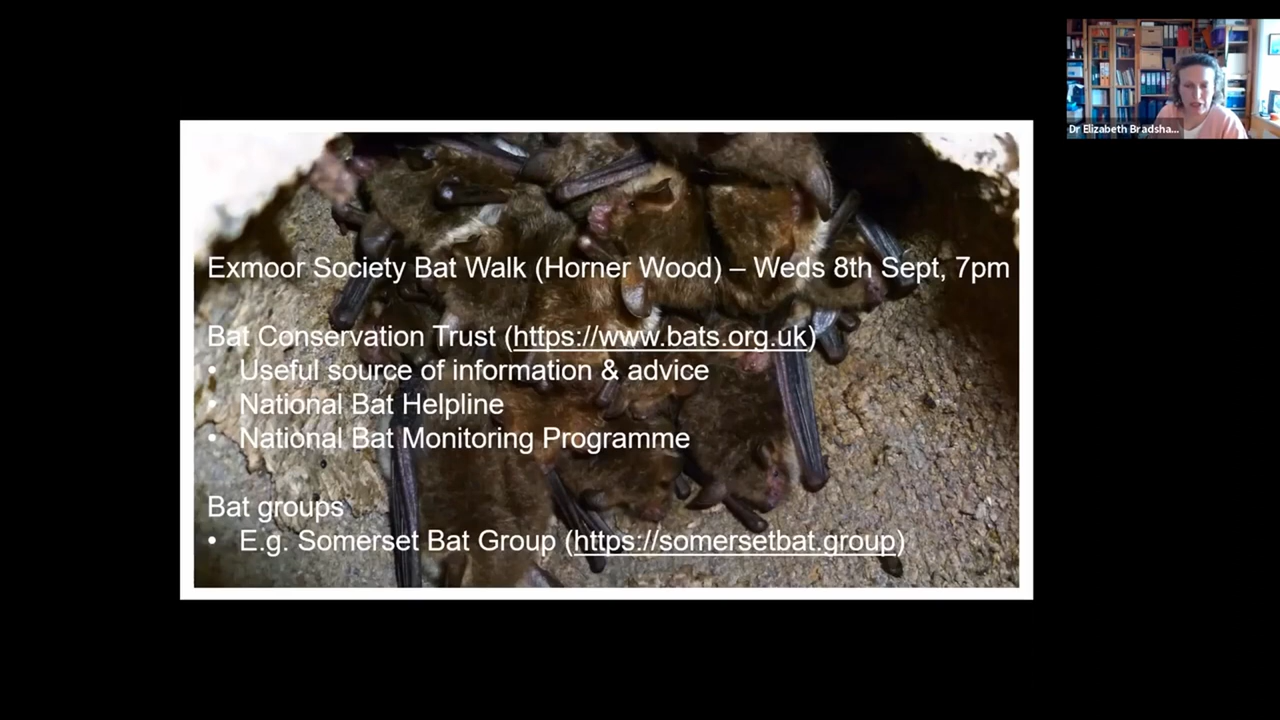 Dr Elizabeth Bradsha...
Exmoor Society Bat Walk (Horner Wood) – Weds 8th Sept, 7pm
Bat Conservation Trust (https://www.bats.org.uk)
• Useful source of information & advice
• National Bat Helpline
• National Bat Monitoring Programme
Bat groups
• E.g. Somerset Bat Group (https://somersetbat.group)